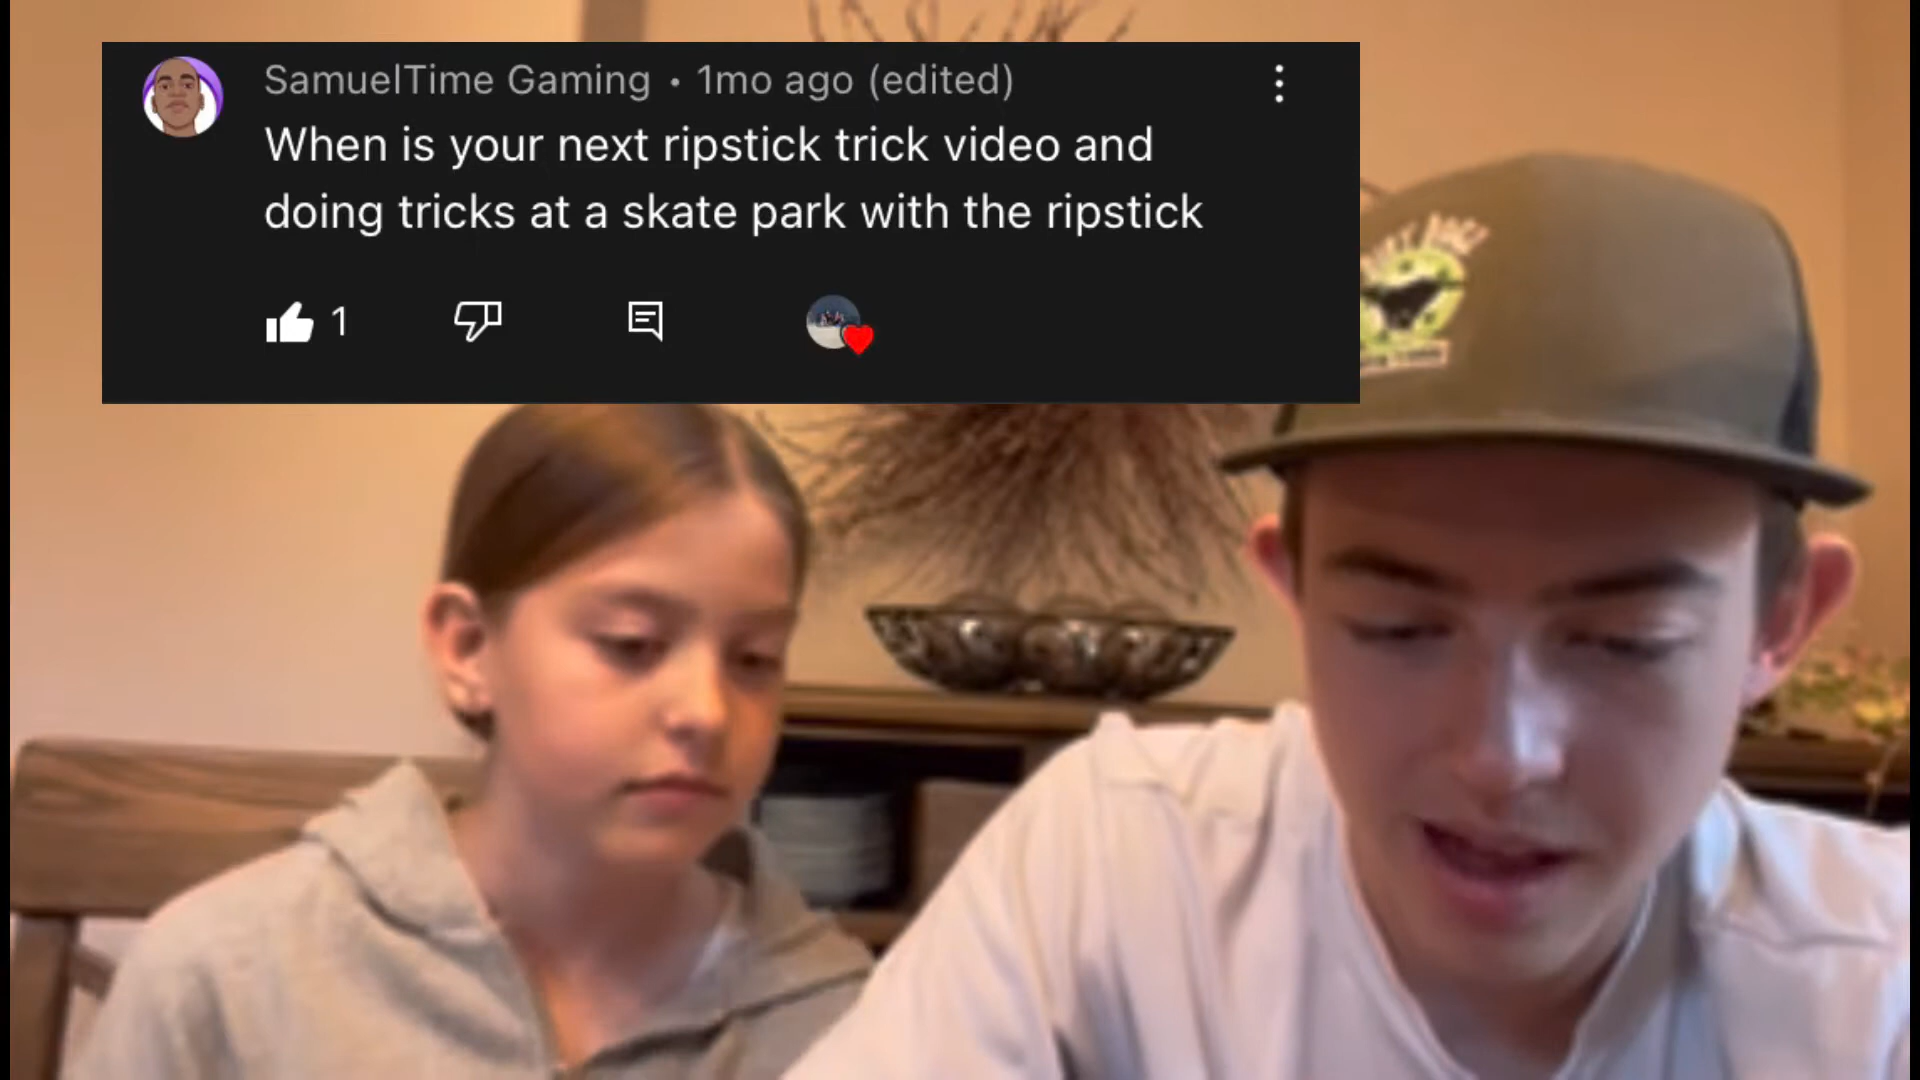 SamuelTime Gaming • 1mo ago (edited)
When is your next ripstick trick video and
doing tricks at a skate park with the ripstick
1